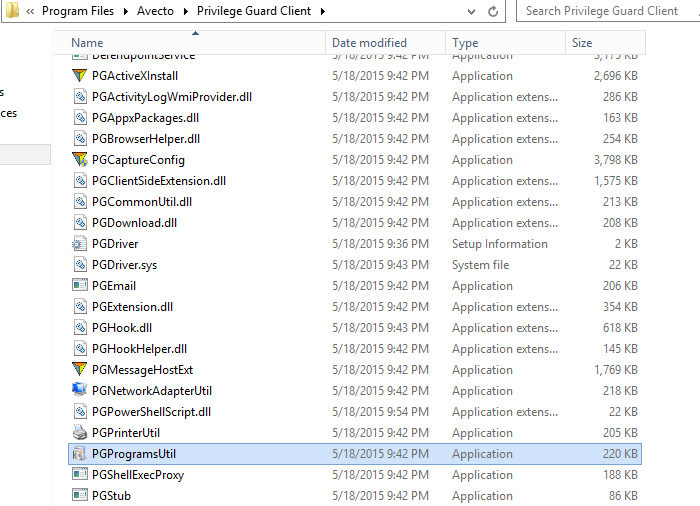 « Program Files ▸ Avecto ▸ Privilege Guard Client ▸ Search Privilege Guard Client
Name Date modified Type Size
DefendpointService 5/18/2015 9:42 PM Application 3,175 KB
PGActiveXInstall 5/18/2015 9:42 PM Application 2,696 KB
PGActivityLogWmiProvider.dll 5/18/2015 9:42 PM Application extens... 286 KB
PGAppxPackages.dll 5/18/2015 9:42 PM Application extens... 163 KB
s
PGBrowserHelper.dll 5/18/2015 9:42 PM Application extens... 254 KB
ces
PGCaptureConfig 5/18/2015 9:42 PM Application 3,798 KB
PGClientSideExtension.dll 5/18/2015 9:42 PM Application extens... 1,575 KB
PGCommonUtil.dll 5/18/2015 9:42 PM Application extens... 213 KB
PGDownload.dll 5/18/2015 9:42 PM Application extens... 208 KB
PGDriver 5/18/2015 9:36 PM Setup Information 2 KB
PGDriver.sys 5/18/2015 9:43 PM System file 22 KB
PGEmail 5/18/2015 9:42 PM Application 206 KB
PGExtension.dll 5/18/2015 9:42 PM Application extens... 354 KB
PGHook.dll 5/18/2015 9:43 PM Application extens... 618 KB
PGHookHelper.dll 5/18/2015 9:42 PM Application extens... 145 KB
PGMessageHostExt 5/18/2015 9:42 PM Application 1,769 KB
PGNetworkAdapterUtil 5/18/2015 9:42 PM Application 218 KB
PGPowerShellScript.dll 5/18/2015 9:54 PM Application extens... 22 KB
PGPrinterUtil 5/18/2015 9:42 PM Application 205 KB
PGProgramsUtil 5/18/2015 9:42 PM Application 220 KB
PGShellExecProxy 5/18/2015 9:42 PM Application 188 KB
PGStub 5/18/2015 9:42 PM Application 86 KB